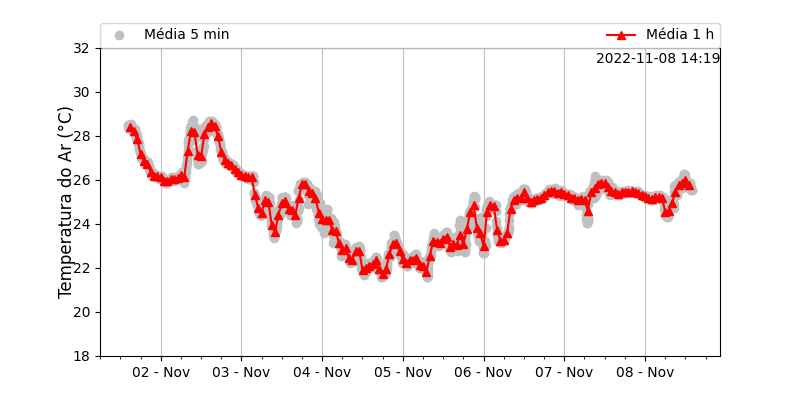 Média 5 min
Média 1 h
2022-11-08 14:19
Temperatura do Ar (°C)
32
30
28
26
24
22
20
18
02 - Nov
03 - Nov
04 - Nov
05 - Nov
06 - Nov
07 - Nov
08 - Nov